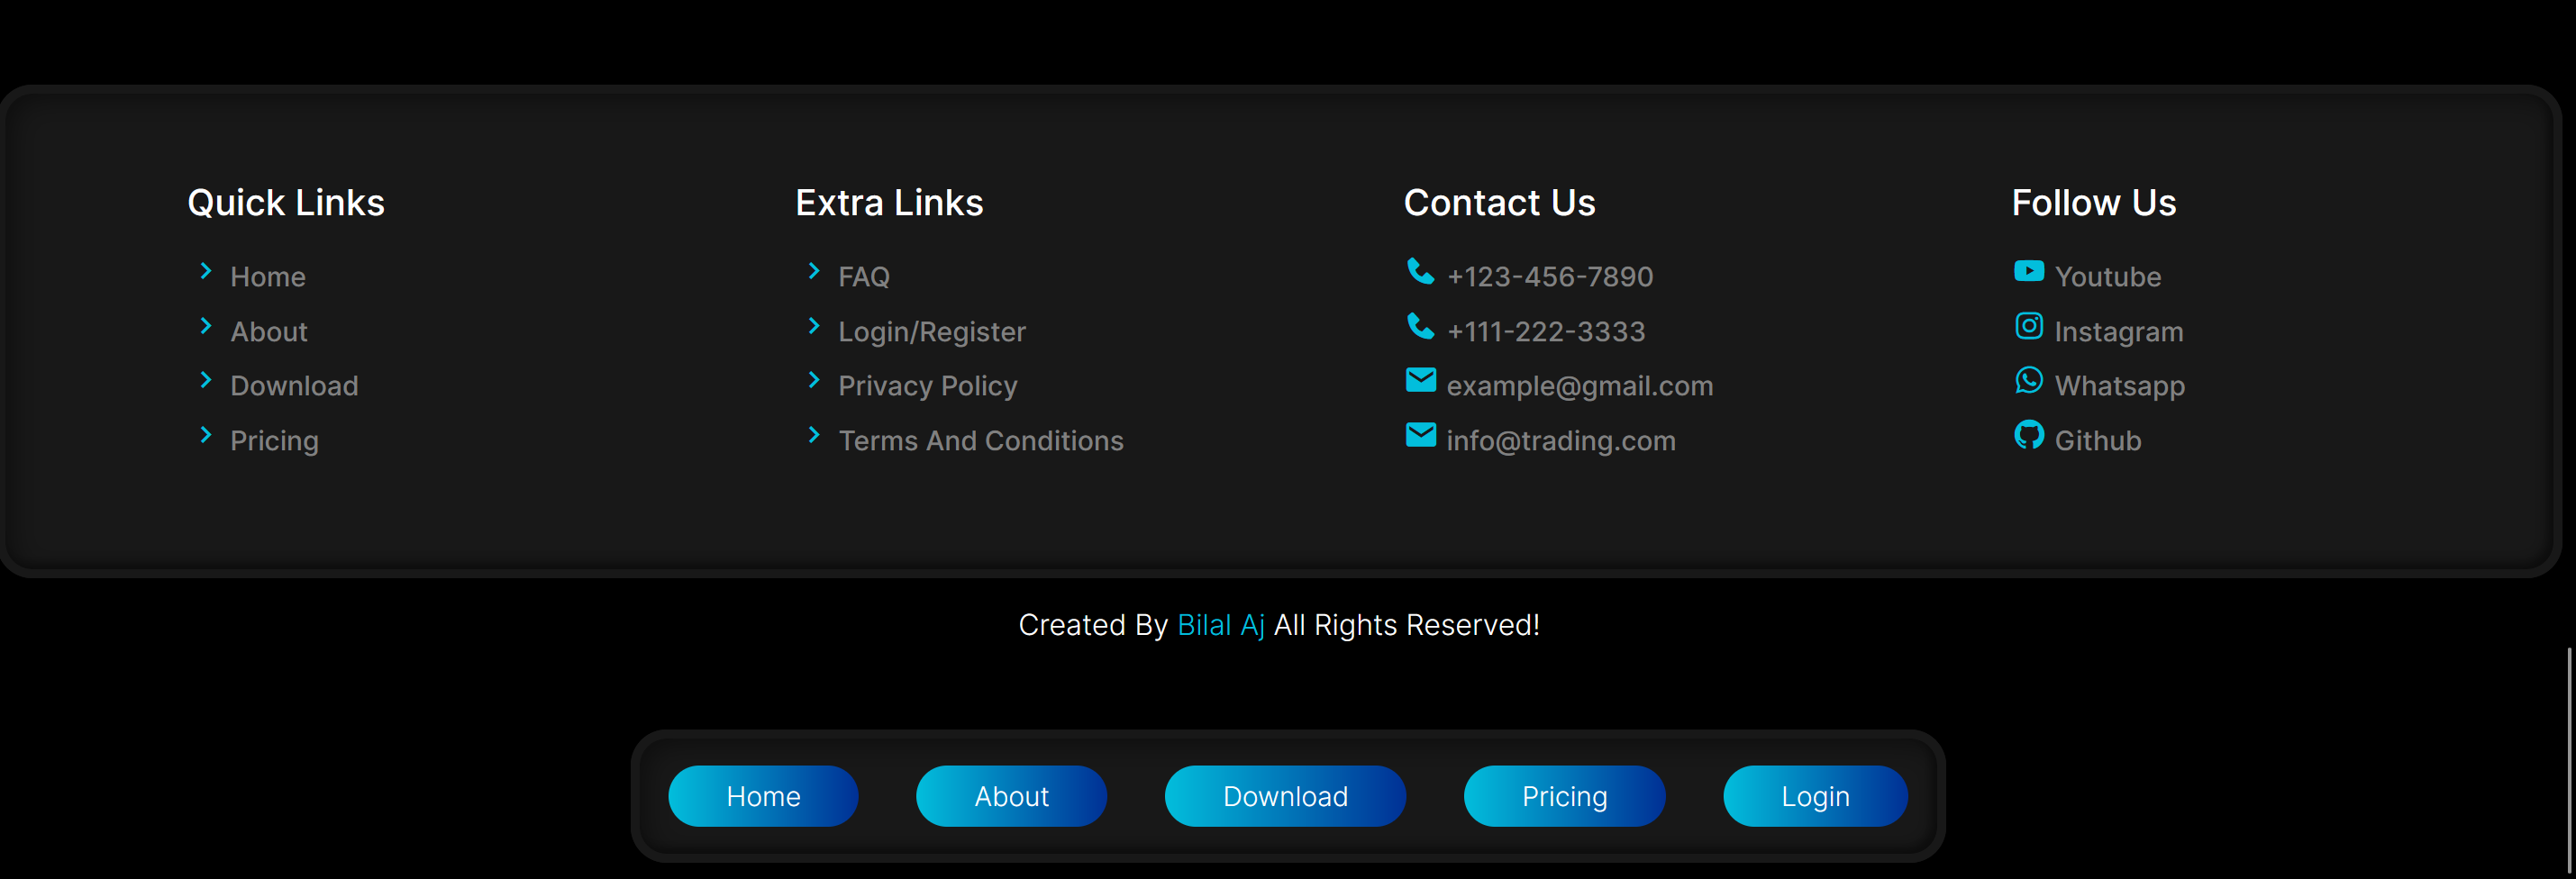 Quick Links
Home
About
Download
Pricing
Extra Links
FAQ
Login/Register
Privacy Policy
Terms And Conditions
Contact Us
+123-456-7890
+111-222-3333
example@gmail.com
info@trading.com
Follow Us
Youtube
Instagram
Whatsapp
Github
Created By Bilal Aj All Rights Reserved!
Home
About
Download
Pricing
Login